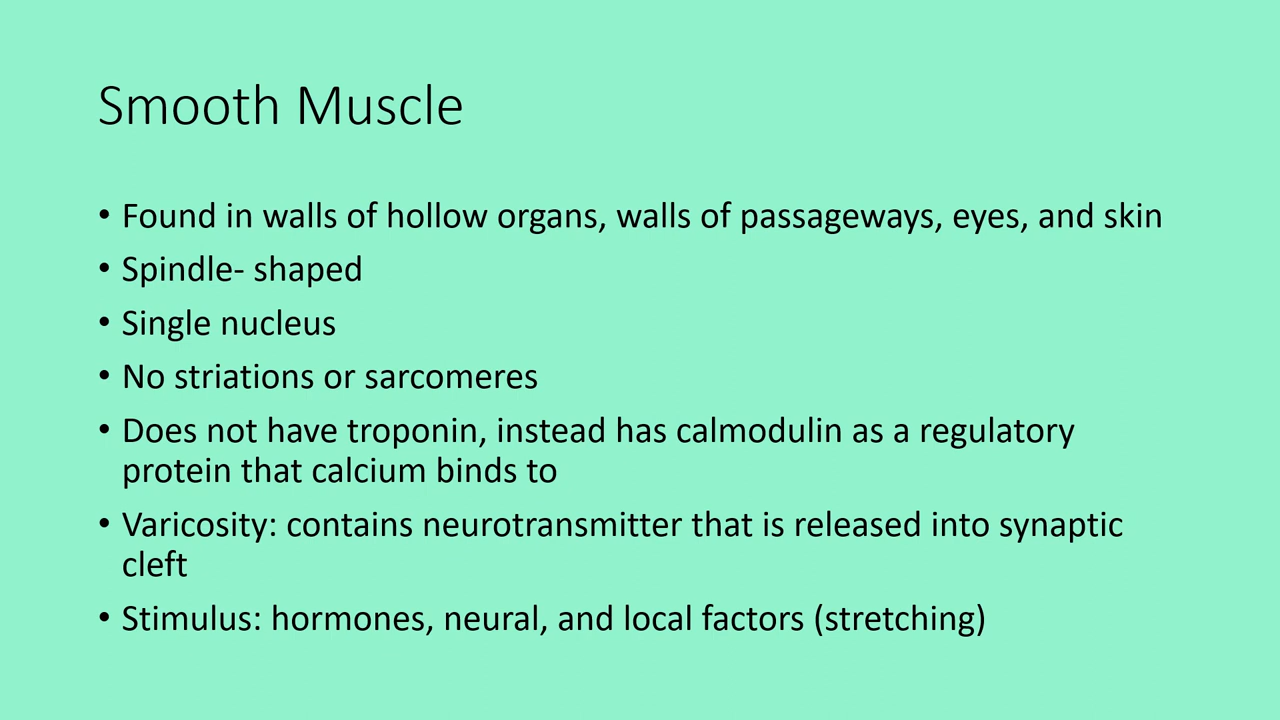 Smooth Muscle
• Found in walls of hollow organs, walls of passageways, eyes, and skin
• Spindle- shaped
• Single nucleus
• No striations or sarcomeres
• Does not have troponin, instead has calmodulin as a regulatory
protein that calcium binds to
• Varicosity: contains neurotransmitter that is released into synaptic
cleft
• Stimulus: hormones, neural, and local factors (stretching)